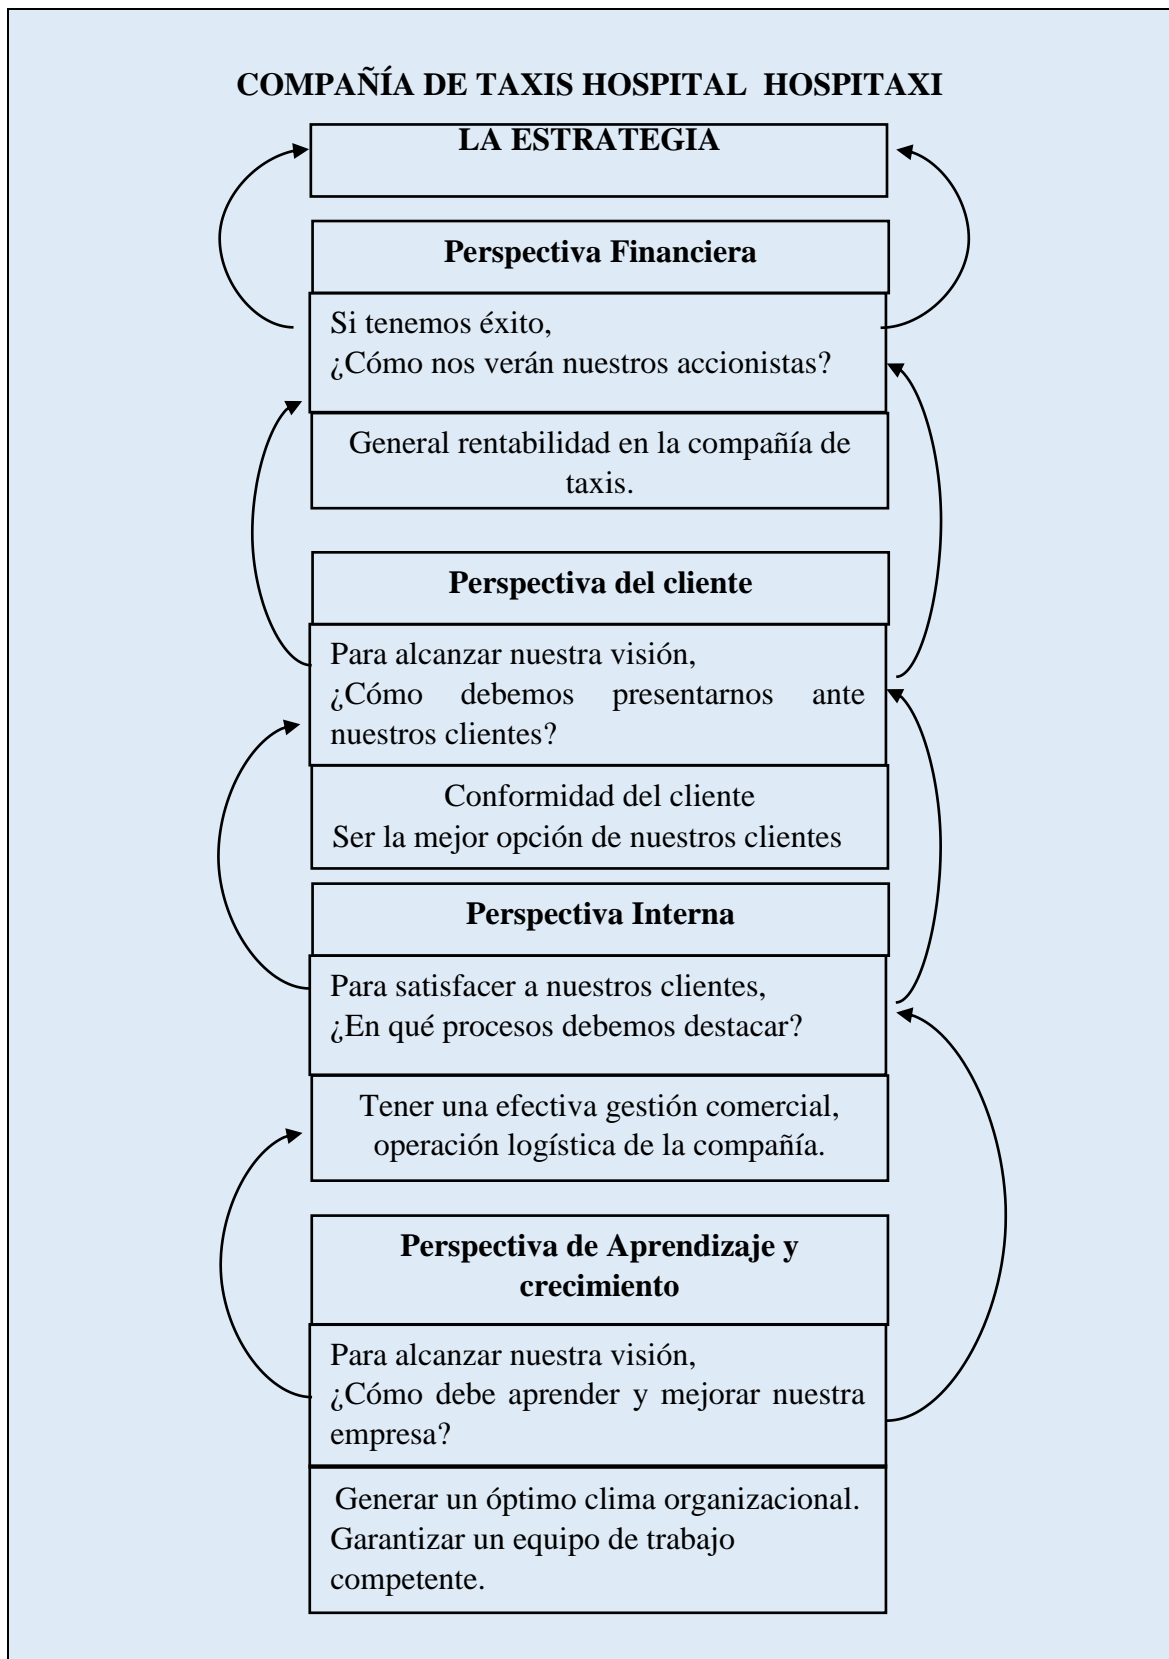 COMPAÑÍA DE TAXIS HOSPITAL HOSPITAXI
LA ESTRATEGIA
Perspectiva Financiera
Si tenemos éxito,
¿Cómo nos verán nuestros accionistas?
General rentabilidad en la compañía de
taxis.
Perspectiva del cliente
Para alcanzar nuestra visión,
¿Cómo debemos presentarnos ante
nuestros clientes?
Conformidad del cliente
Ser la mejor opción de nuestros clientes
Perspectiva Interna
Para satisfacer a nuestros clientes,
¿En qué procesos debemos destacar?
Tener una efectiva gestión comercial,
operación logística de la compañía.
Perspectiva de Aprendizaje y
crecimiento
Para alcanzar nuestra visión,
¿Cómo debe aprender y mejorar nuestra
empresa?
Generar un óptimo clima organizacional.
Garantizar un equipo de trabajo
competente.